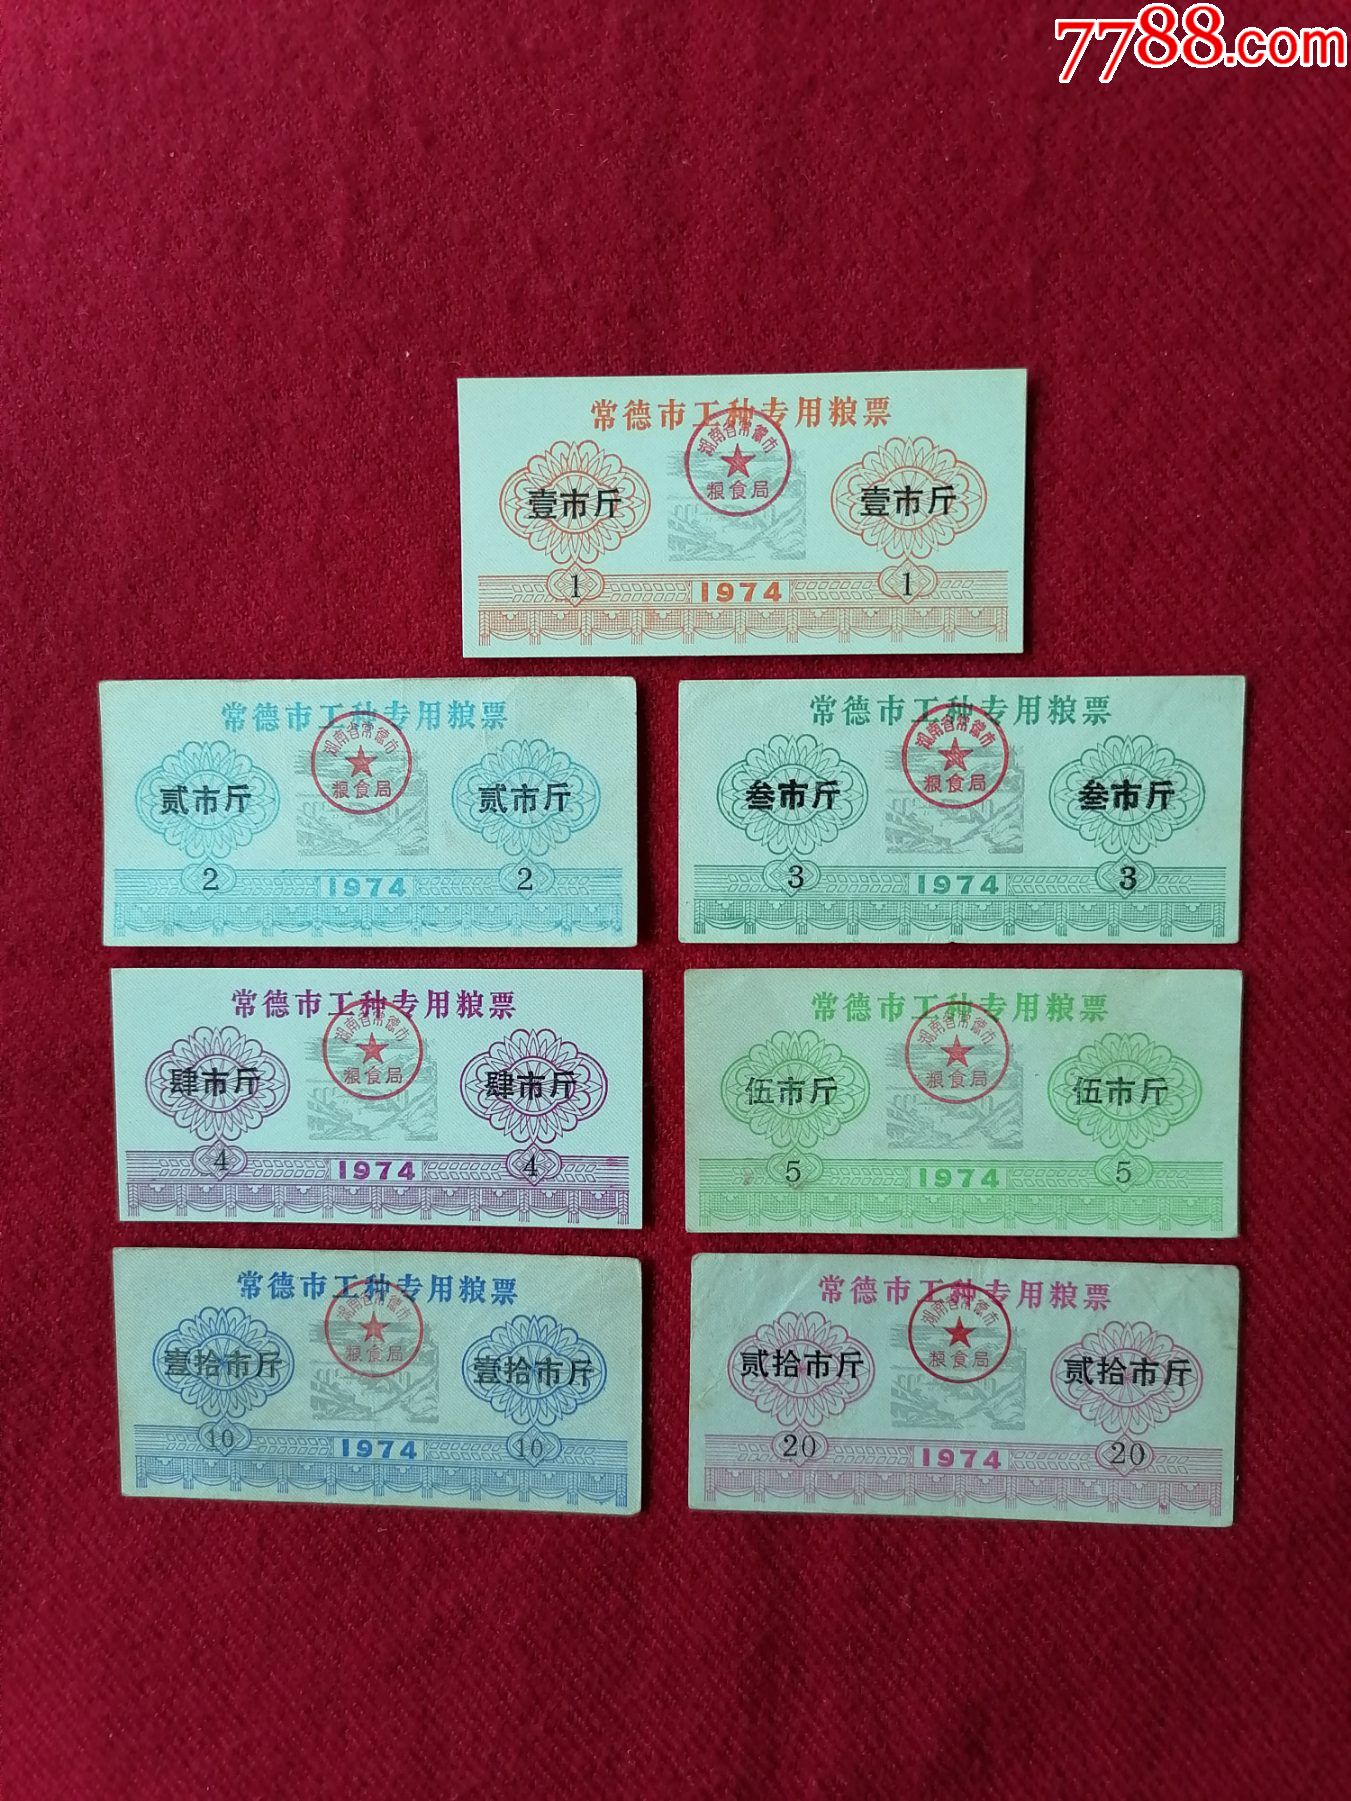 7788.com
常德市工种专用粮票
湖南省常德市
粮食局
壹市斤 壹市斤
1 1974 1
常德市工种专用粮票
湖南省常德市
粮食局
贰市斤 贰市斤
2 1974 2
常德市工种专用粮票
湖南省常德市
粮食局
叁市斤 叁市斤
3 1974 3
常德市工种专用粮票
湖南省常德市
粮食局
肆市斤 肆市斤
4 1974 4
常德市工种专用粮票
湖南省常德市
粮食局
伍市斤 伍市斤
5 1974 5
常德市工种专用粮票
湖南省常德市
粮食局
壹拾市斤 壹拾市斤
10 1974 10
常德市工种专用粮票
湖南省常德市
粮食局
贰拾市斤 贰拾市斤
20 1974 20